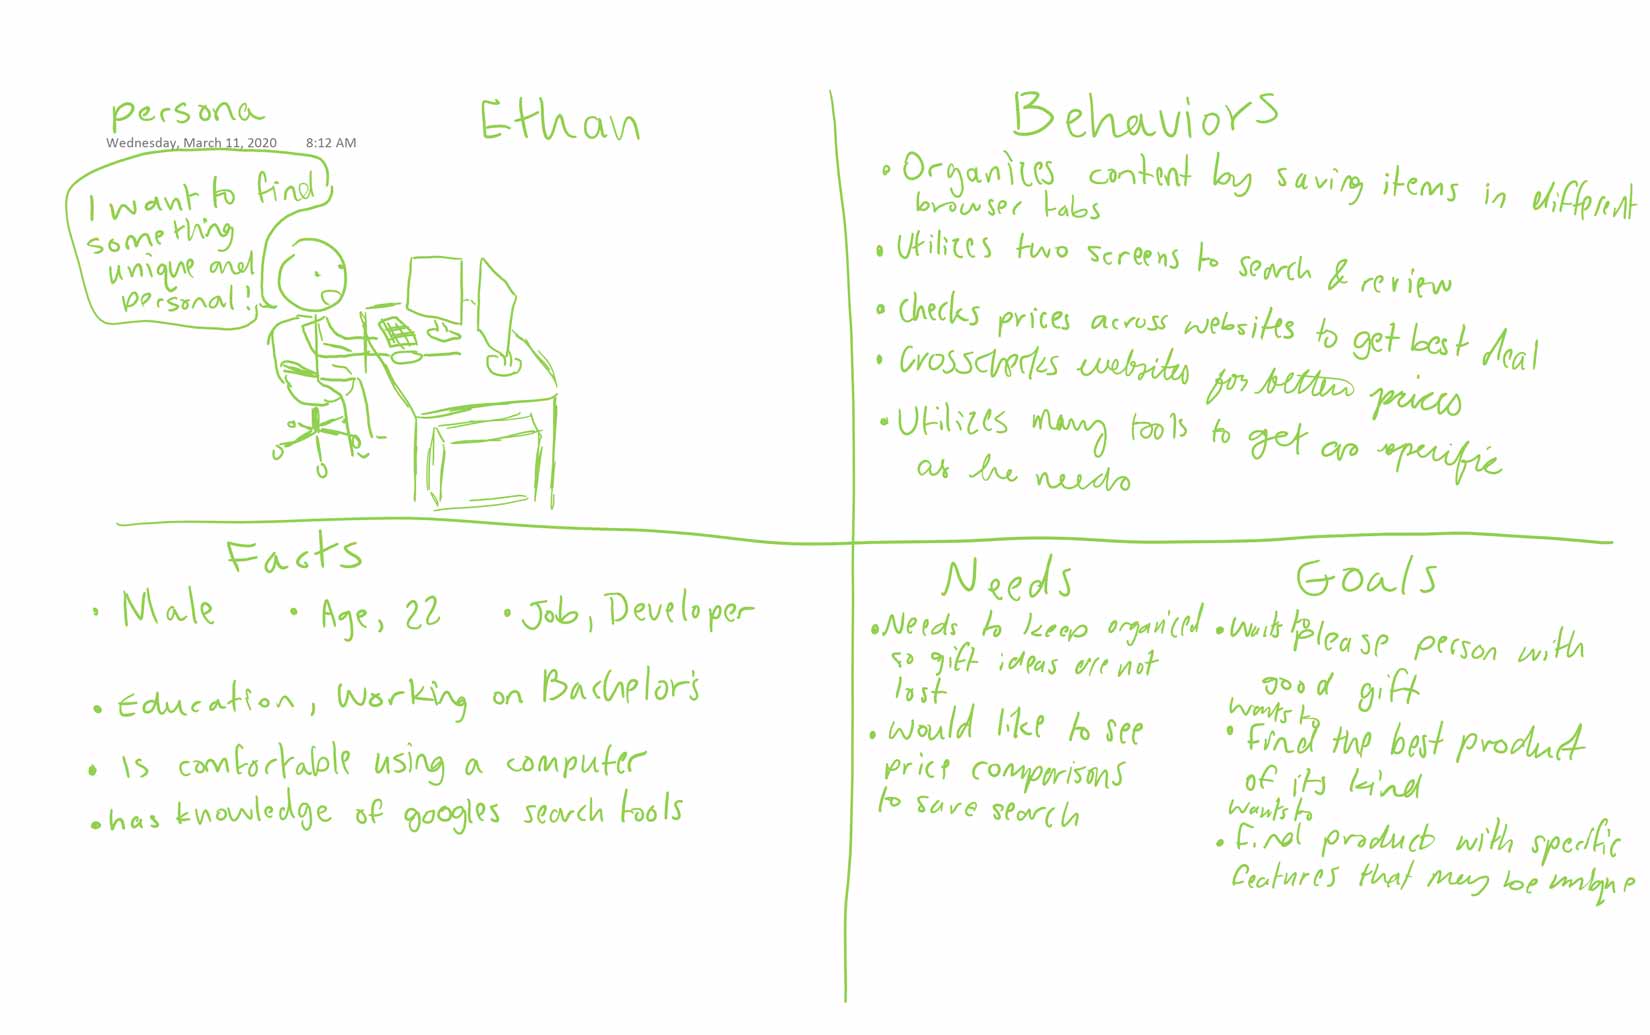 persona
Wednesday, March 11, 2020 8:12 AM
Ethan
I want to find
something
unique and
personal!
Behaviors
• Organizes content by saving items in different
browser tabs
• Utilizes two screens to search & review
• Checks prices across websites to get best deal
• Crosschecks websites for better prices
• Utilizes many tools to get as specific
as he needs
Facts
• Male • Age, 22 • Job, Developer
• Education, Working on Bachelor's
• Is comfortable using a computer
• has knowledge of googles search tools
Needs
• Needs to keep organized
so gift ideas are not
lost
• Would like to see
price comparisons
to save search
Goals
• Wants to please person with
good gift
wants to
• Find the best product
of its kind
wants to
• Find product with specific
features that may be unique